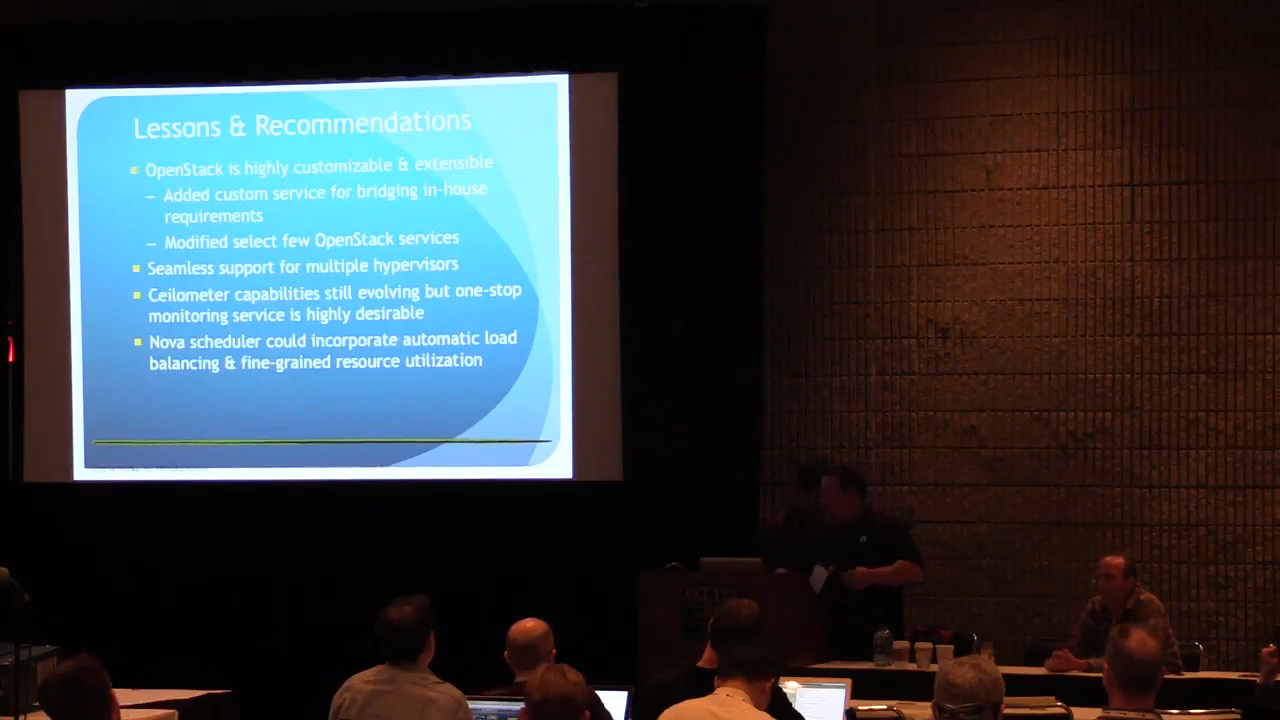 Lessons & Recommendations
OpenStack is highly customizable & extensible
– Added custom service for bridging in-house
requirements
– Modified select few OpenStack services
Seamless support for multiple hypervisors
Ceilometer capabilities still evolving but one-stop
monitoring service is highly desirable
Nova scheduler could incorporate automatic load
balancing & fine-grained resource utilization